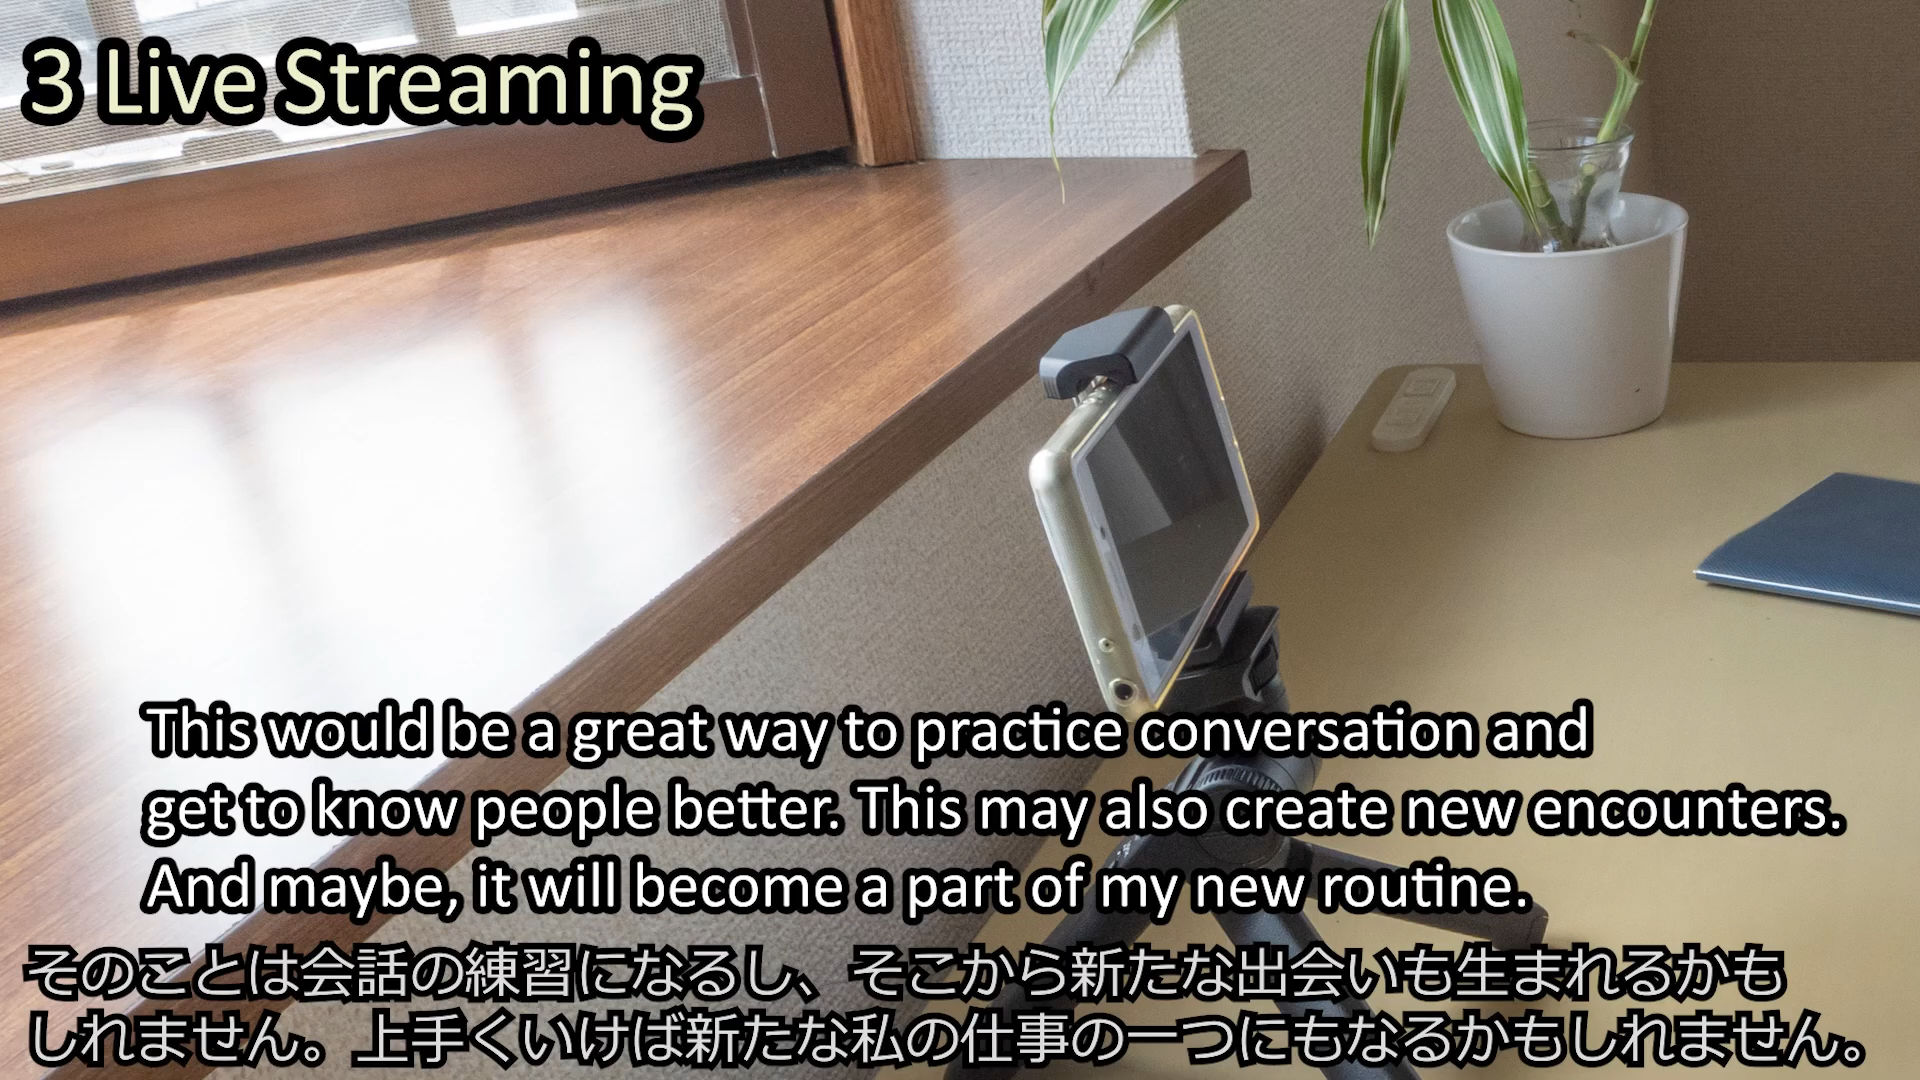 3 Live Streaming
This would be a great way to practice conversation and
get to know people better. This may also create new encounters.
And maybe, it will become a part of my new routine.
そのことは会話の練習になるし、そこから新たな出会いも生まれるかも
しれません。上手くいけば新たな私の仕事の一つにもなるかもしれません。